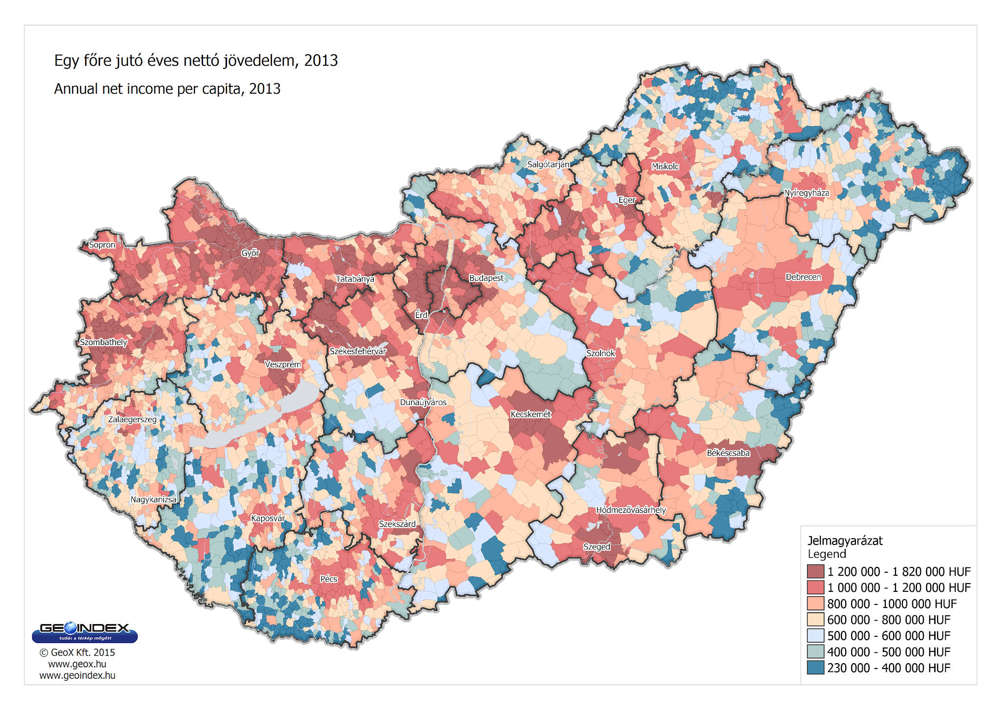 Egy főre jutó éves nettó jövedelem, 2013
Annual net income per capita, 2013
Salgótarján
Miskolc
Nyíregyháza
Eger
Sopron
Győr
Tatabánya
Budapest
Debrecen
Érd
Szombathely
Székesfehérvár
Szolnok
Veszprém
Dunaújváros
Kecskemét
Zalaegerszeg
Békéscsaba
Nagykanizsa
Hódmezővásárhely
Kaposvár
Szekszárd
Szeged
Pécs
Jelmagyarázat
Legend
1 200 000 - 1 820 000 HUF
1 000 000 - 1 200 000 HUF
800 000 - 1000 000 HUF
600 000 - 800 000 HUF
500 000 - 600 000 HUF
400 000 - 500 000 HUF
230 000 - 400 000 HUF
GEOINDEX
tudás a térkép mögött
© GeoX Kft. 2015
www.geox.hu
www.geoindex.hu